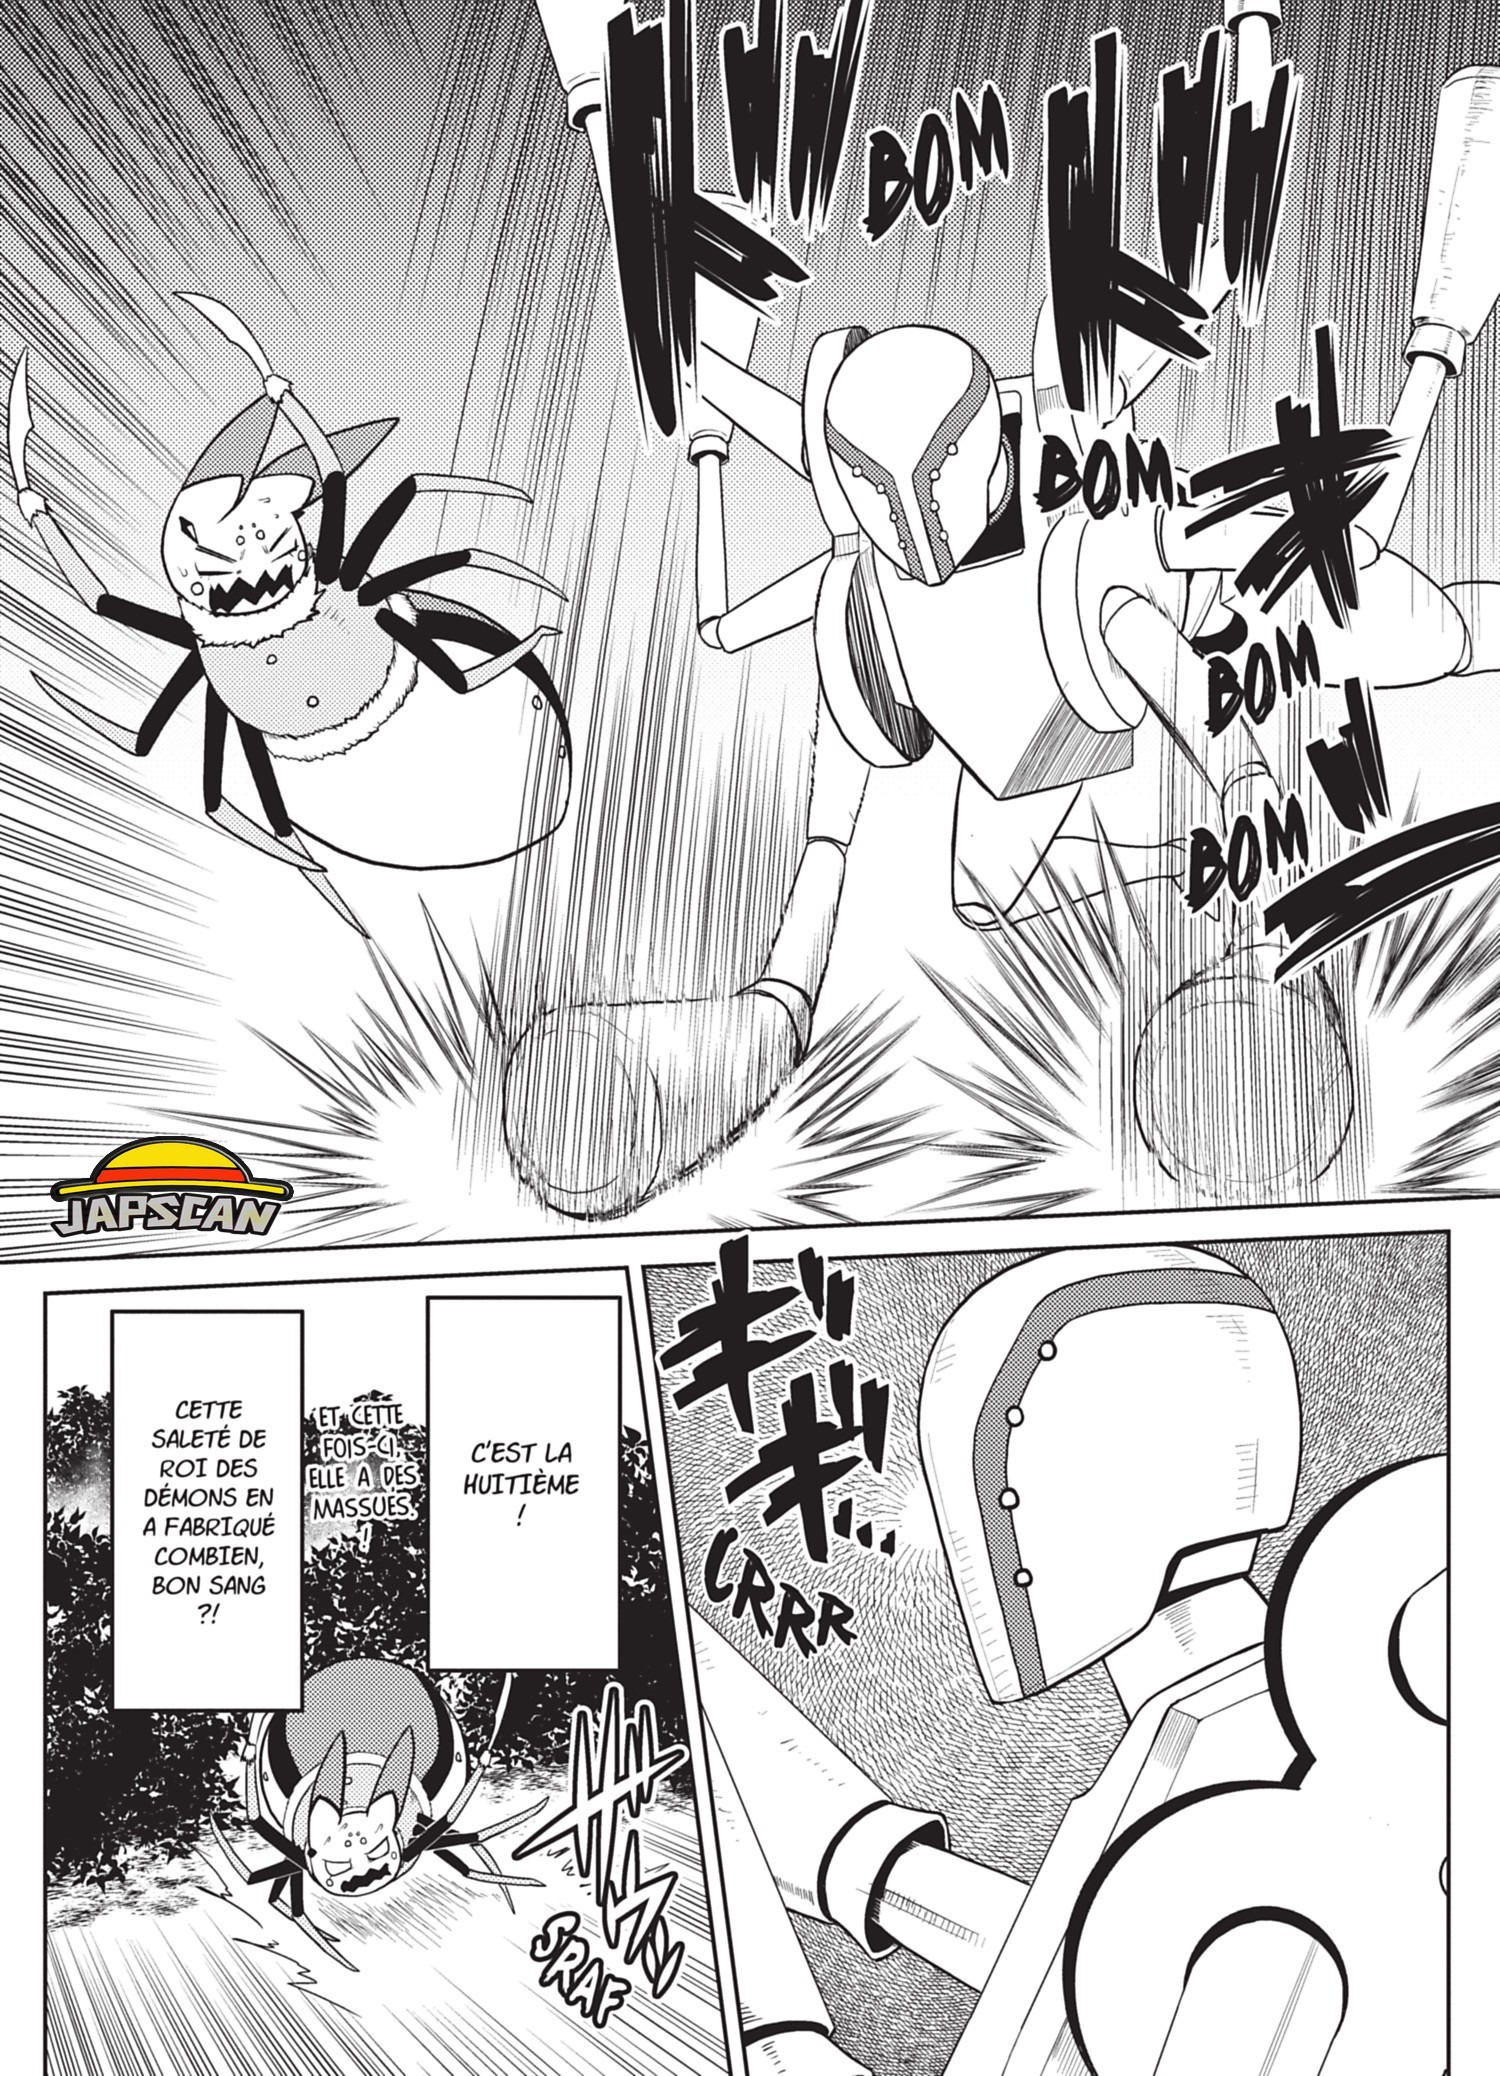 BOM
BOM
BOM
BOM
JAPSCAN
ギギギ...
CRRR
C'EST LA
HUITIÈME
!
ET CETTE
FOIS-CI,
ELLE A DES
MASSUES.
!
CETTE
SALETÉ DE
ROI DES
DÉMONS EN
A FABRIQUÉ
COMBIEN,
BON SANG
?!
SRAF